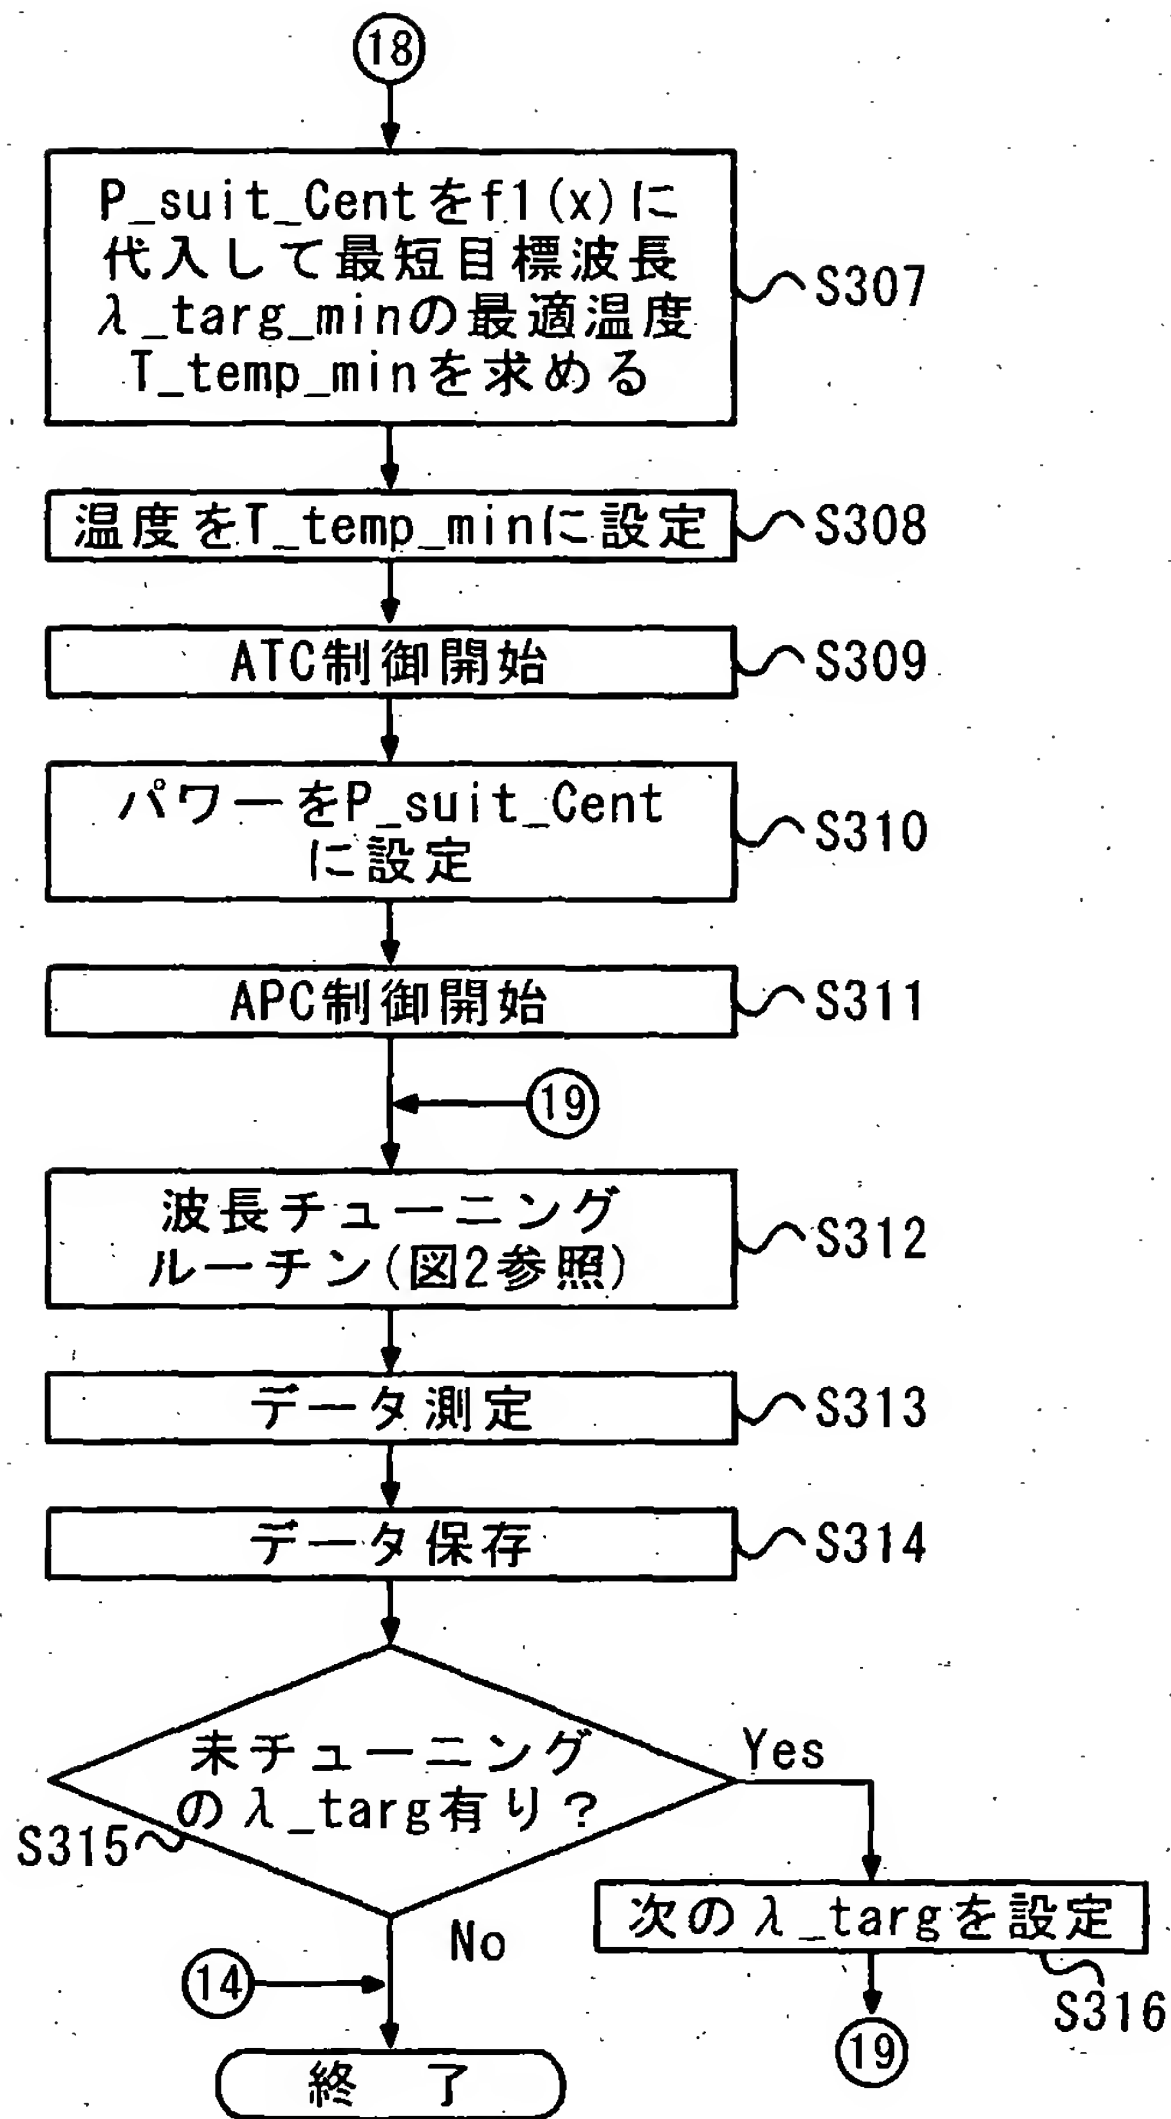 18
P_suit_Centをf1(x)に
代入して最短目標波長
λ_targ_minの最適温度
T_temp_minを求める
S307
温度をT_temp_minに設定
S308
ATC制御開始
S309
パワーをP_suit_Cent
に設定
S310
APC制御開始
S311
19
波長チューニング
ルーチン(図2参照)
S312
データ測定
S313
データ保存
S314
未チューニング
のλ_targ有り?
S315
Yes
次のλ_targを設定
S316
No
14
19
終 了